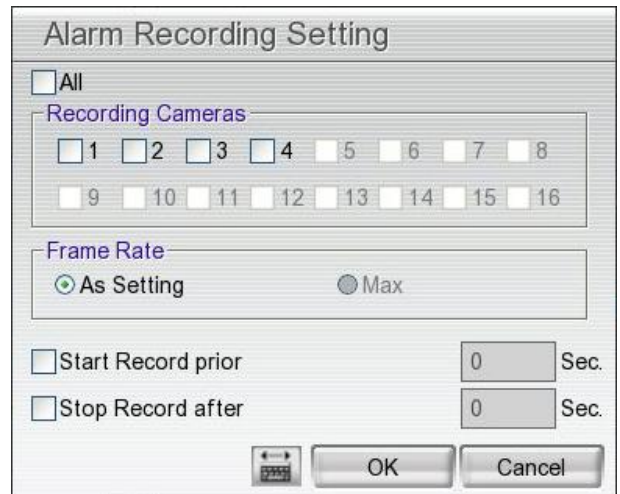 Alarm Recording Setting
All
Recording Cameras
1 2 3 4 5 6 7 8
9 10 11 12 13 14 15 16
Frame Rate
As Setting Max
Start Record prior 0 Sec.
Stop Record after 0 Sec.
OK Cancel